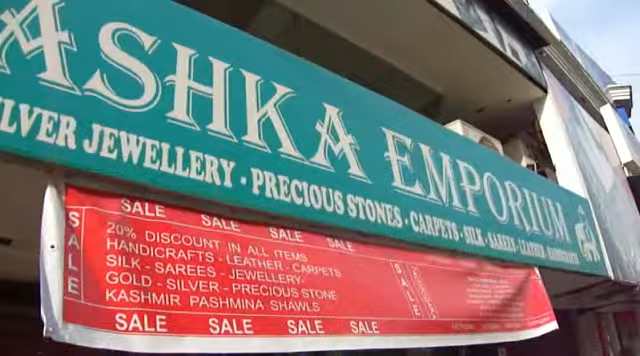 ASHKA EMPORIUM
SILVER JEWELLERY · PRECIOUS STONES · CARPETS · SILK · SAREES · LEATHER HANDICRAFTS
SALE SALE SALE SALE
SALE
20% DISCOUNT IN ALL ITEMS
HANDICRAFTS - LEATHER - CARPETS
SILK - SAREES - JEWELLERY
GOLD - SILVER - PRECIOUS STONE
KASHMIR PASHMINA SHAWLS
SALE
SALE SALE SALE SALE